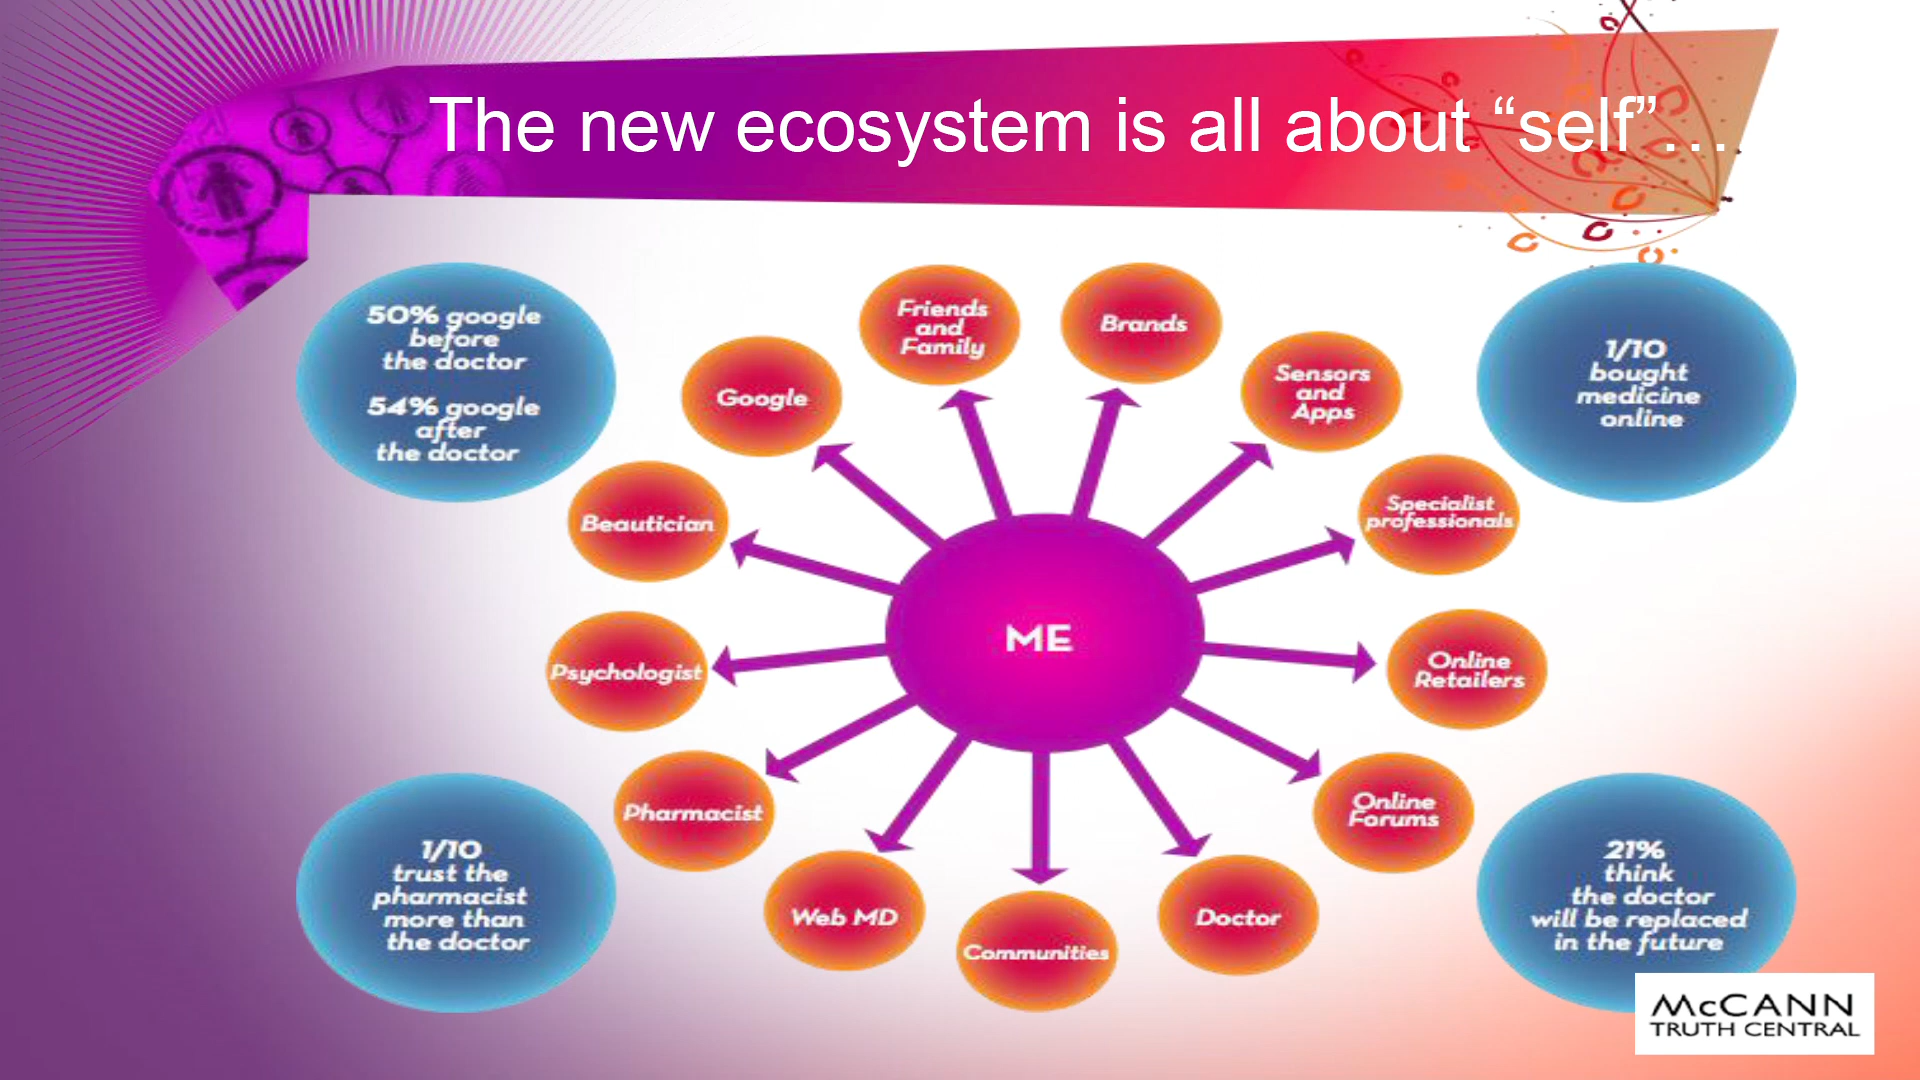 The new ecosystem is all about “self”…
50% google
before
the doctor
54% google
after
the doctor
Friends
and
Family
Brands
1/10
bought
medicine
online
Google
Sensors
and
Apps
Beautician
Specialist
professionals
ME
Psychologist
Online
Retailers
Pharmacist
Online
Forums
1/10
trust the
pharmacist
more than
the doctor
Web MD
Communities
Doctor
21%
think
the doctor
will be replaced
in the future
McCANN
TRUTH CENTRAL